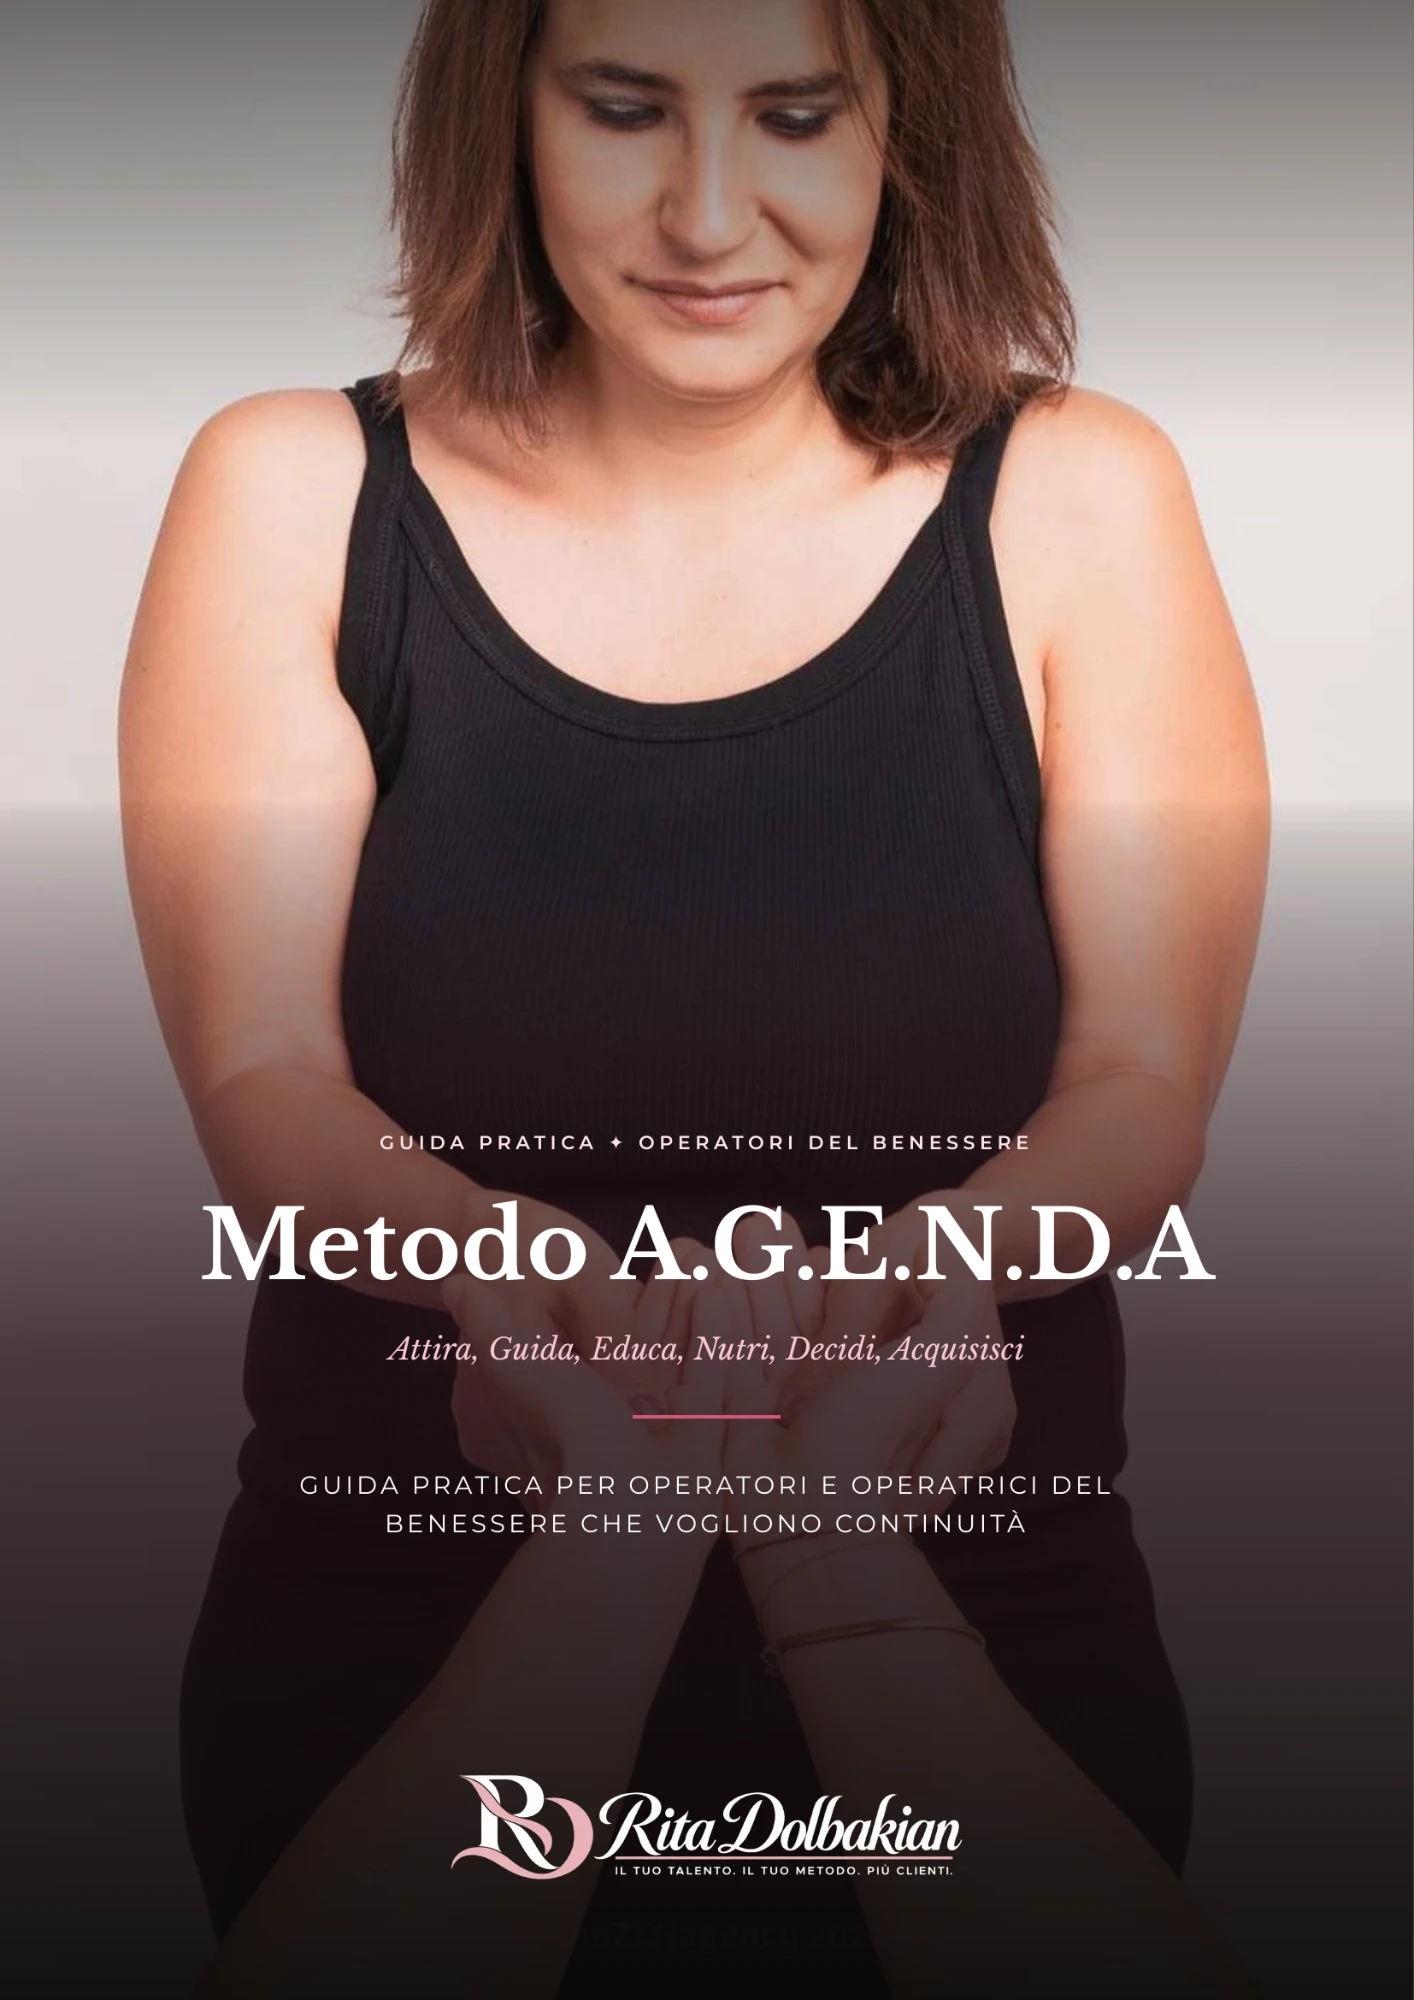 GUIDA PRATICA ✦ OPERATORI DEL BENESSERE
Metodo A.G.E.N.D.A
Attira, Guida, Educa, Nutri, Decidi, Acquisisci
GUIDA PRATICA PER OPERATORI E OPERATRICI DEL
BENESSERE CHE VOGLIONO CONTINUITÀ
RD Rita Dolbakian
IL TUO TALENTO. IL TUO METODO. PIÙ CLIENTI.